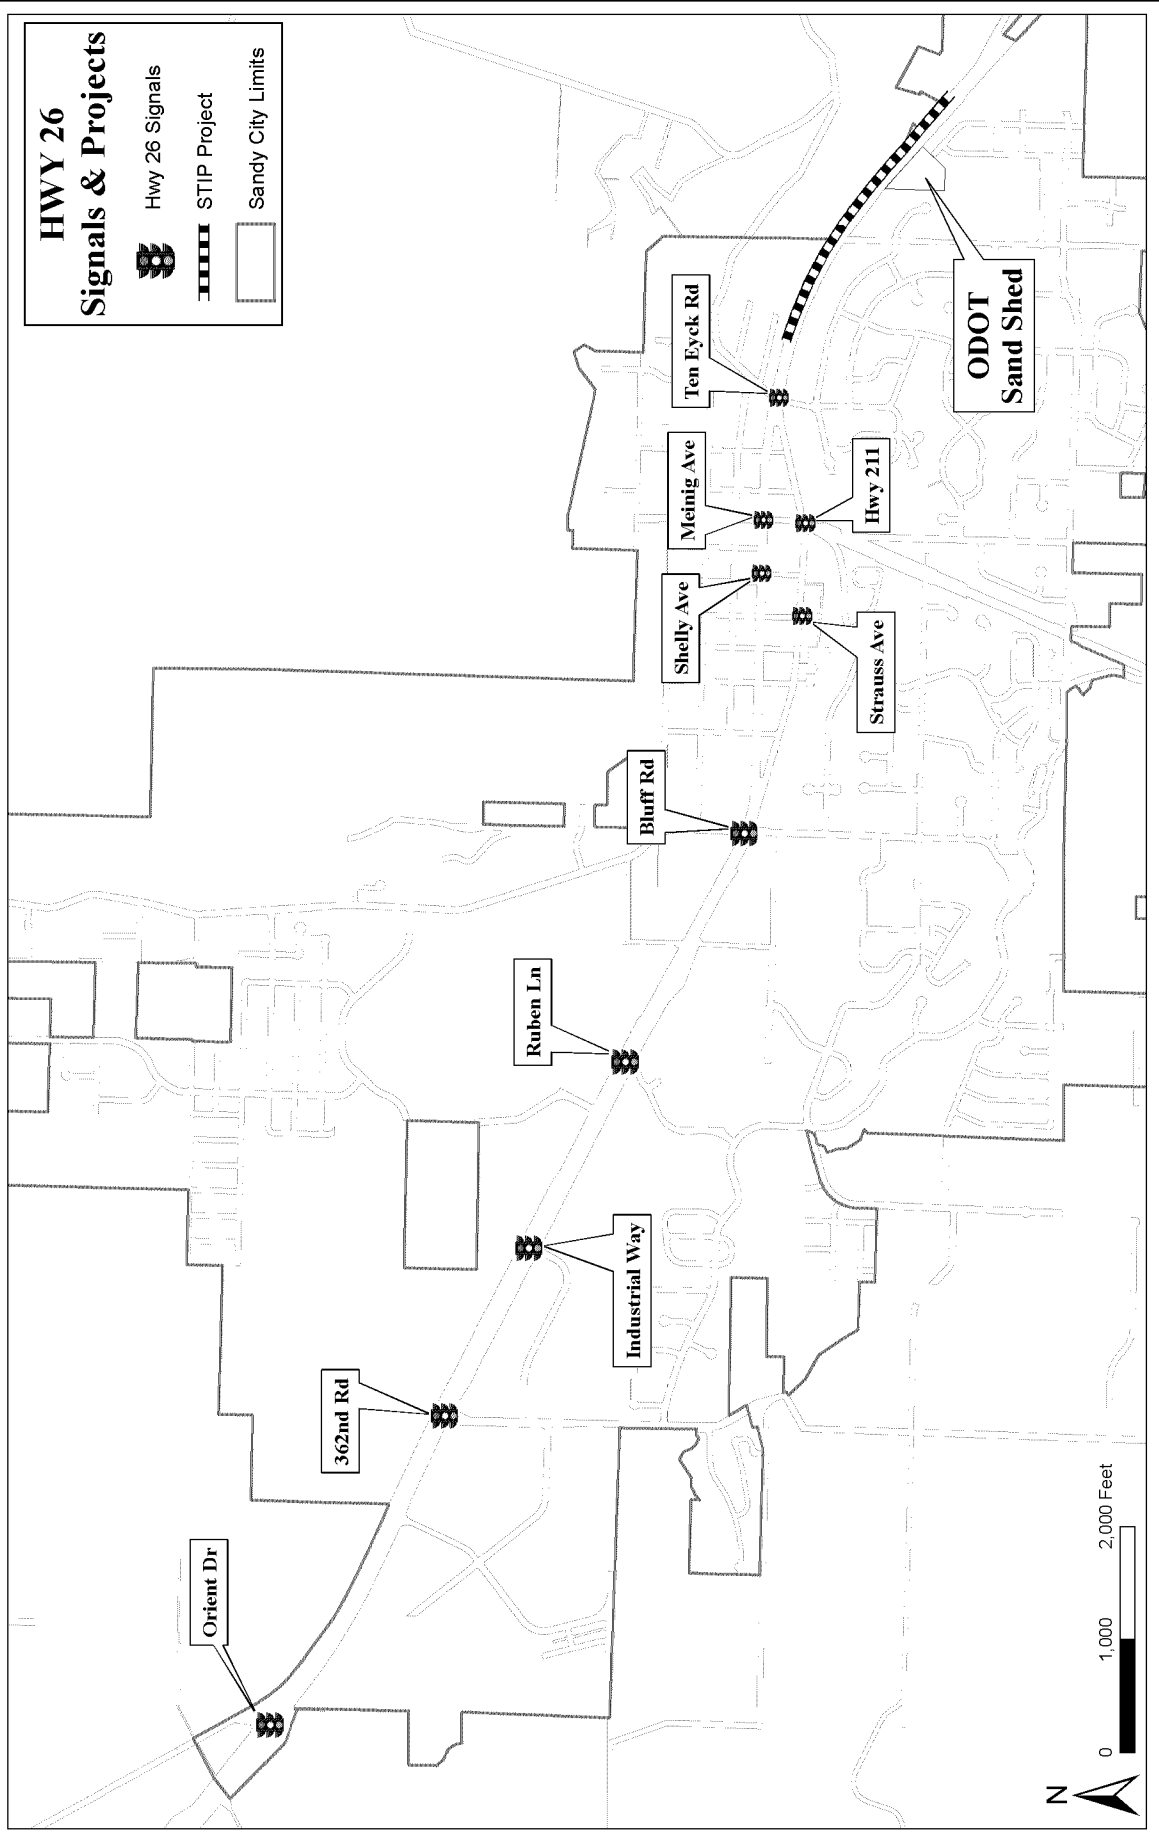 HWY 26
Signals & Projects
Hwy 26 Signals
STIP Project
Sandy City Limits
Orient Dr
362nd Rd
Industrial Way
Ruben Ln
Bluff Rd
Shelly Ave
Strauss Ave
Meinig Ave
Hwy 211
Ten Eyck Rd
ODOT
Sand Shed
N
0 1,000 2,000 Feet